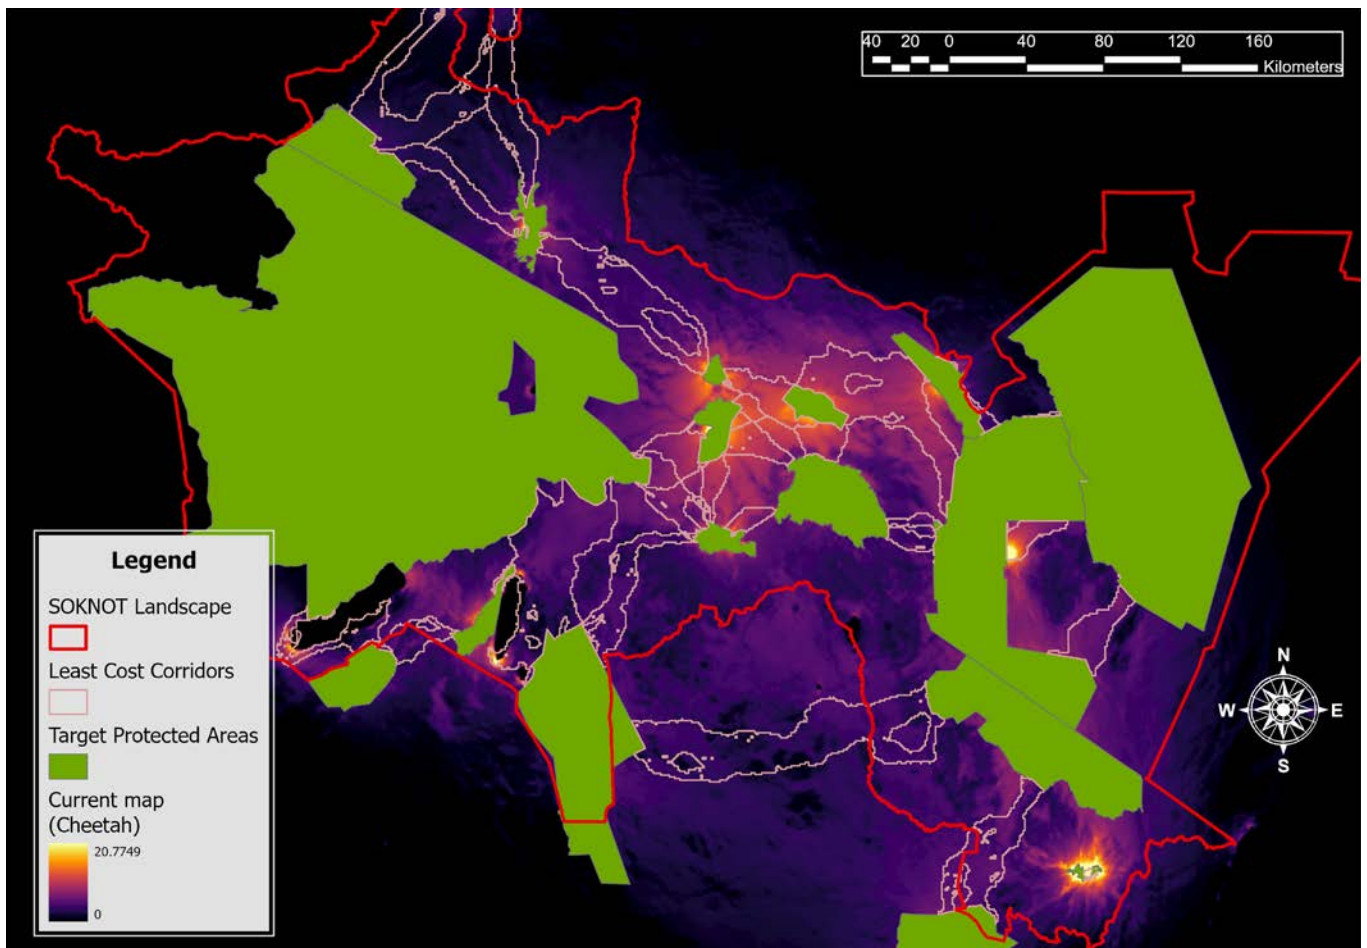 40 20 0 40 80 120 160
Kilometers
N
W E
S
Legend
SOKNOT Landscape
Least Cost Corridors
Target Protected Areas
Current map
(Cheetah)
20.7749
0